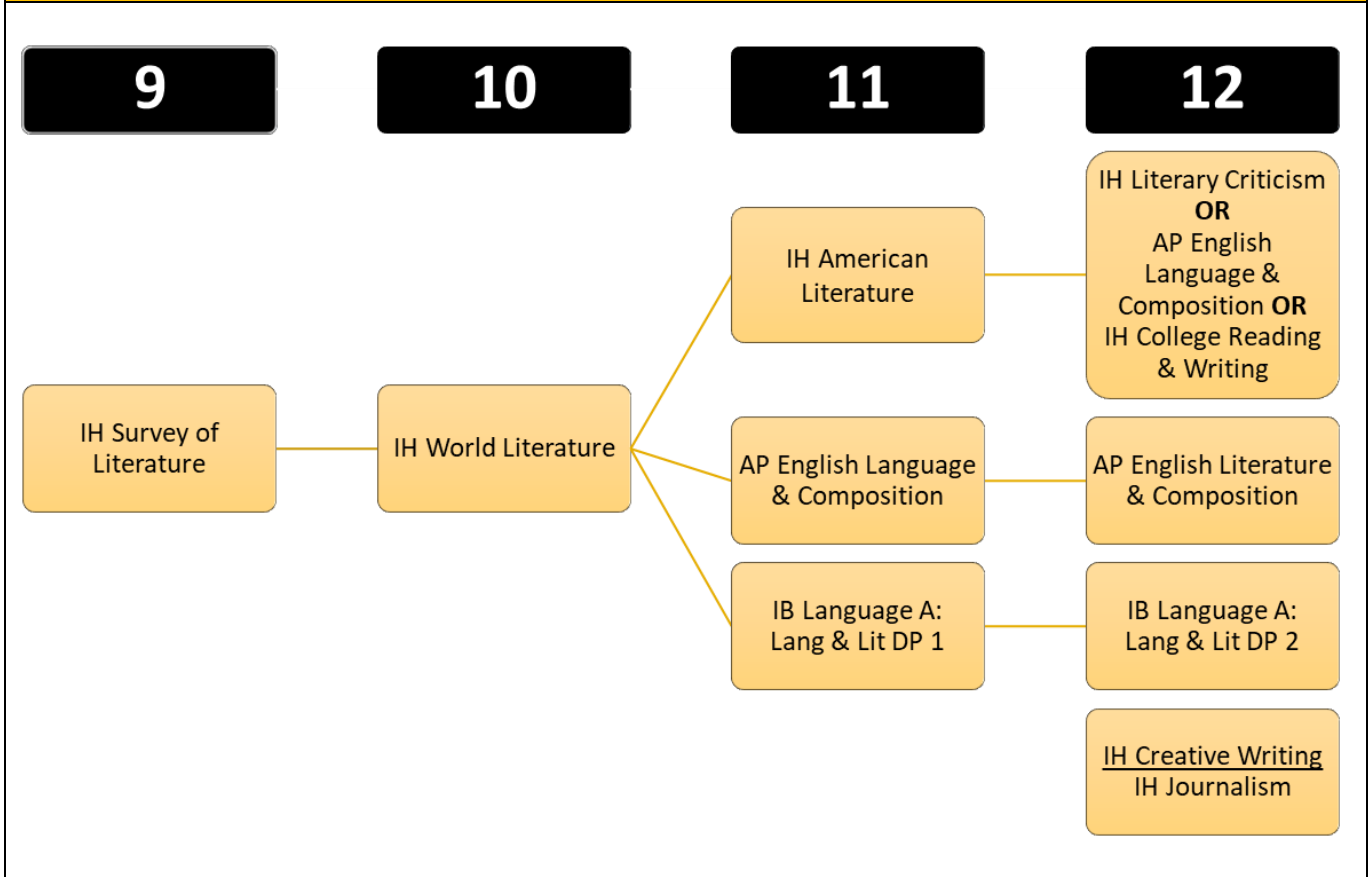 9
10
11
12
IH Survey of
Literature
IH World Literature
IH American
Literature
AP English Language
& Composition
IB Language A:
Lang & Lit DP 1
IH Literary Criticism
OR
AP English
Language &
Composition OR
IH College Reading
& Writing
AP English Literature
& Composition
IB Language A:
Lang & Lit DP 2
IH Creative Writing
IH Journalism